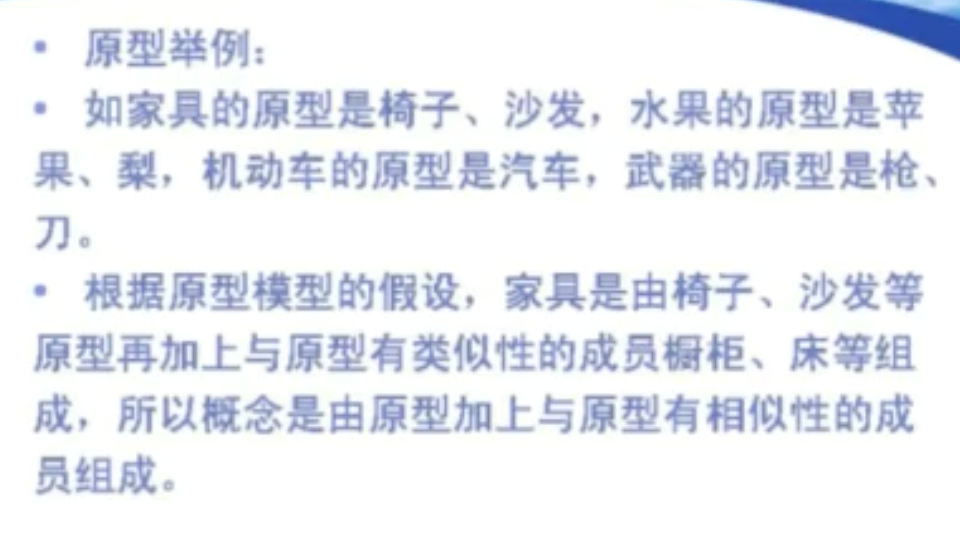 • 原型举例：
• 如家具的原型是椅子、沙发，水果的原型是苹
果、梨，机动车的原型是汽车，武器的原型是枪、
刀。
• 根据原型模型的假设，家具是由椅子、沙发等
原型再加上与原型有类似性的成员橱柜、床等组
成，所以概念是由原型加上与原型有相似性的成
员组成。